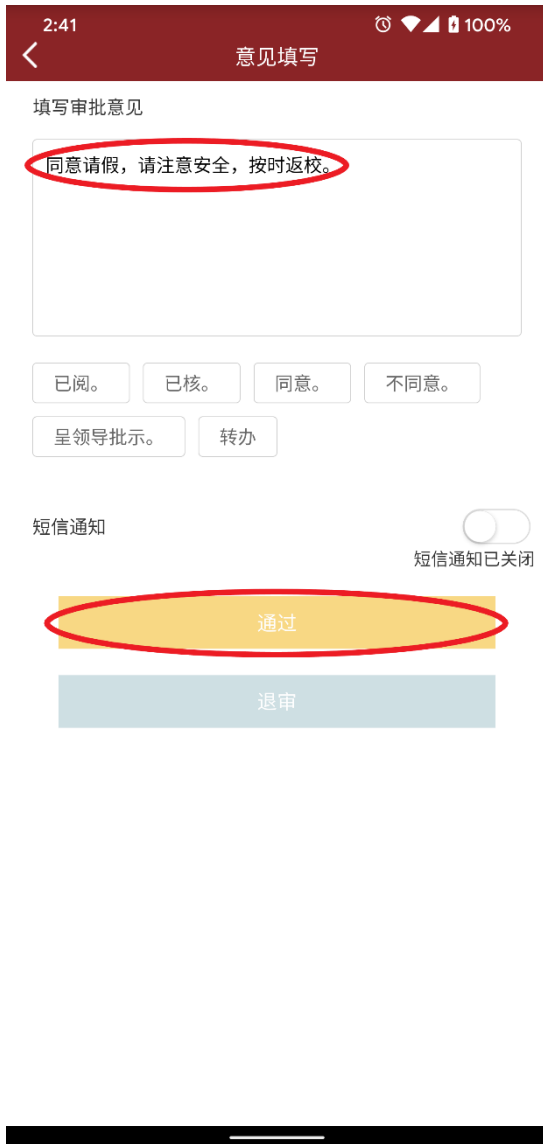 2:41 100%
意见填写
填写审批意见
同意请假，请注意安全，按时返校。
已阅。 已核。 同意。 不同意。
呈领导批示。 转办
短信通知
短信通知已关闭
通过
退审